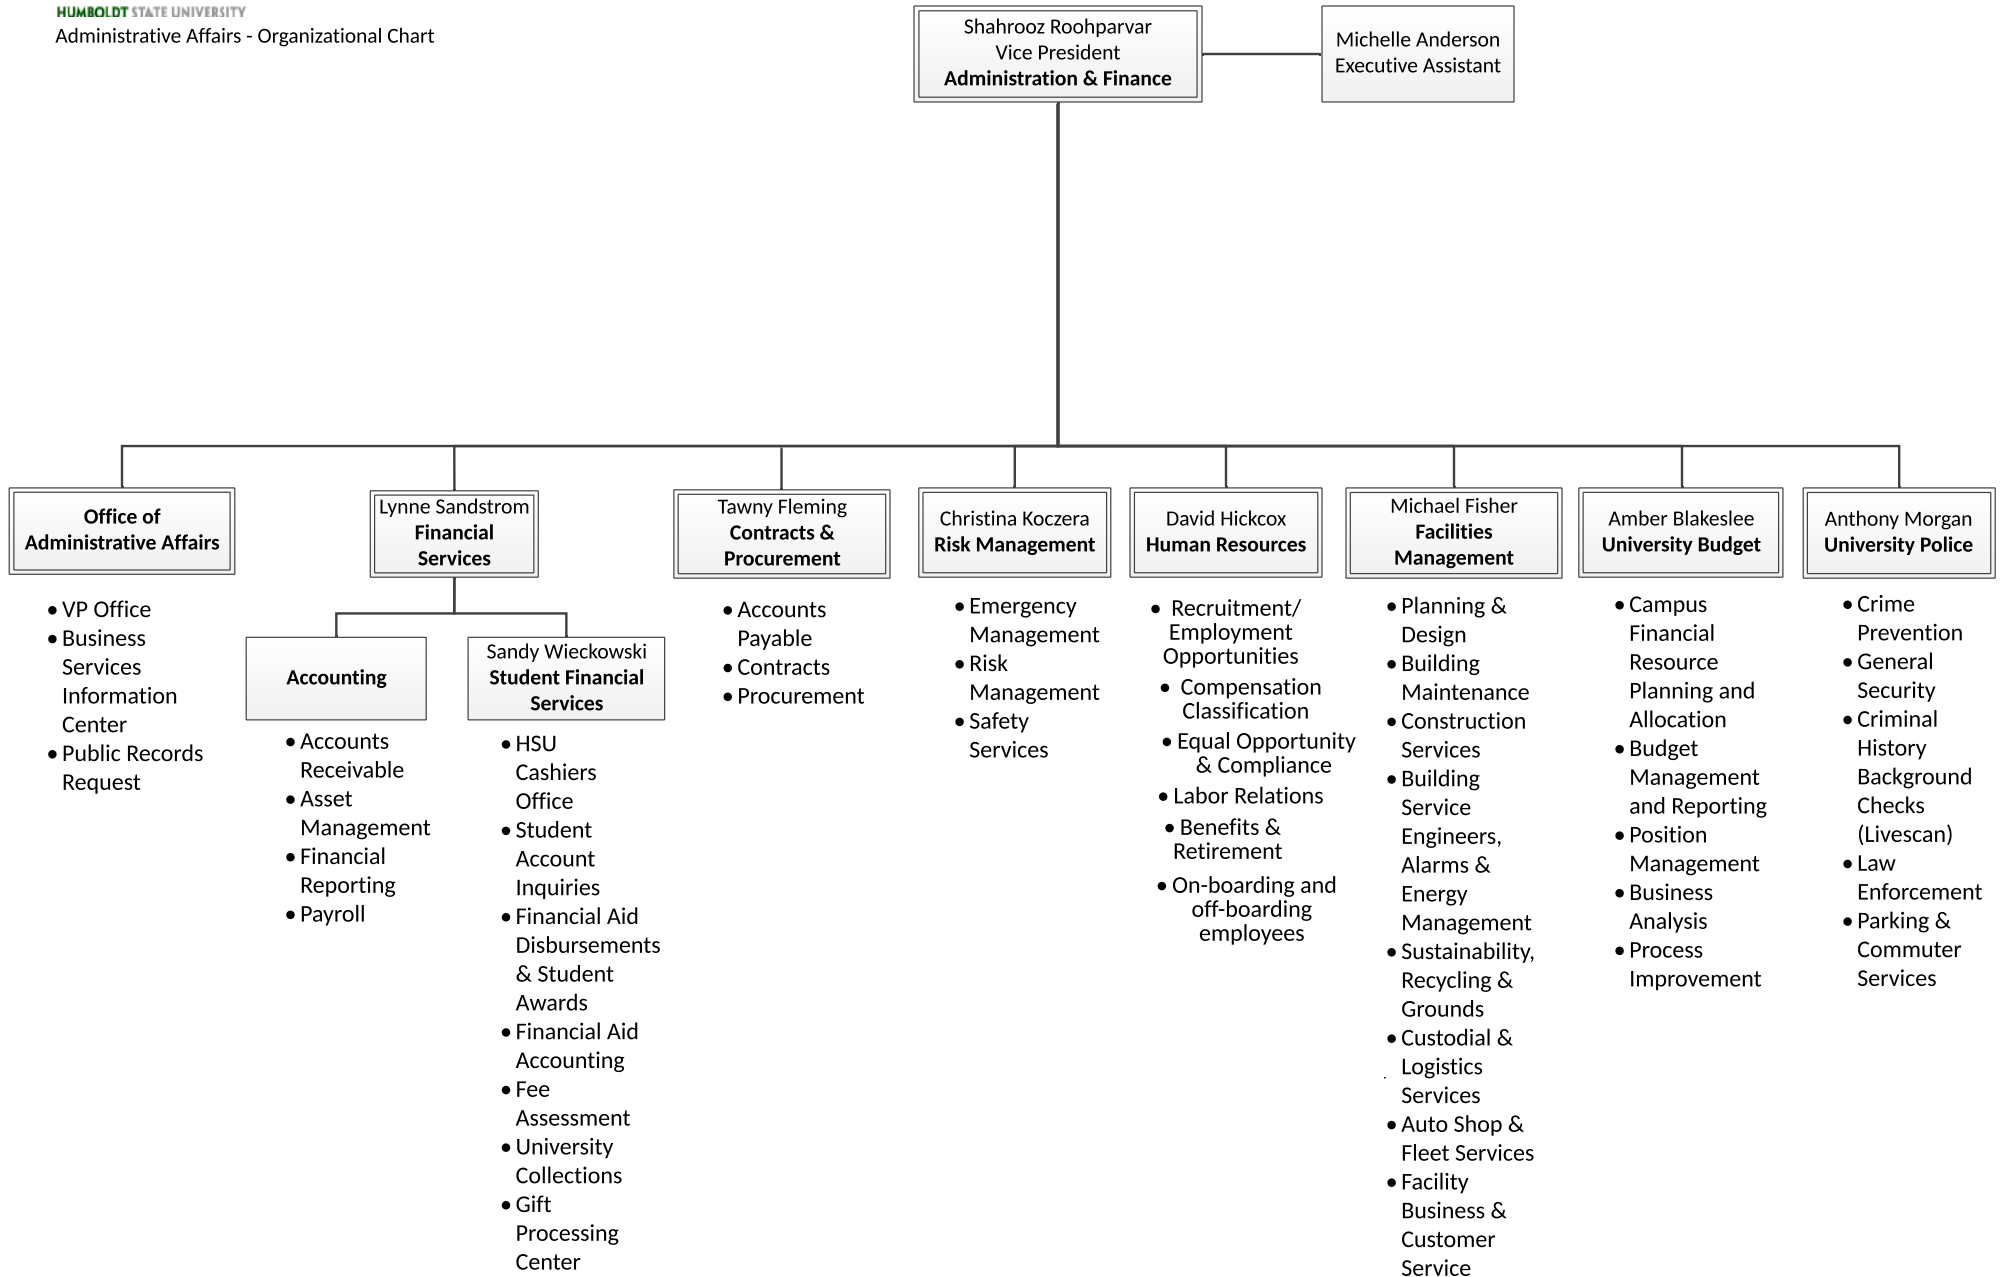 HUMBOLDT STATE UNIVERSITY
Administrative Affairs - Organizational Chart
Shahrooz Roohparvar
Vice President
Administration & Finance
Michelle Anderson
Executive Assistant
Office of
Administrative Affairs
• VP Office
• Business
Services
Information
Center
• Public Records
Request
Lynne Sandstrom
Financial
Services
Accounting
• Accounts
Receivable
• Asset
Management
• Financial
Reporting
• Payroll
Sandy Wieckowski
Student Financial
Services
• HSU
Cashiers
Office
• Student
Account
Inquiries
• Financial Aid
Disbursements
& Student
Awards
• Financial Aid
Accounting
• Fee
Assessment
• University
Collections
• Gift
Processing
Center
Tawny Fleming
Contracts &
Procurement
• Accounts
Payable
• Contracts
• Procurement
Christina Koczera
Risk Management
• Emergency
Management
• Risk
Management
• Safety
Services
David Hickcox
Human Resources
• Recruitment/
Employment
Opportunities
• Compensation
Classification
• Equal Opportunity
& Compliance
• Labor Relations
• Benefits &
Retirement
• On-boarding and
off-boarding
employees
Michael Fisher
Facilities
Management
• Planning &
Design
• Building
Maintenance
• Construction
Services
• Building
Service
Engineers,
Alarms &
Energy
Management
• Sustainability,
Recycling &
Grounds
• Custodial &
Logistics
Services
• Auto Shop &
Fleet Services
• Facility
Business &
Customer
Service
Amber Blakeslee
University Budget
• Campus
Financial
Resource
Planning and
Allocation
• Budget
Management
and Reporting
• Position
Management
• Business
Analysis
• Process
Improvement
Anthony Morgan
University Police
• Crime
Prevention
• General
Security
• Criminal
History
Background
Checks
(Livescan)
• Law
Enforcement
• Parking &
Commuter
Services